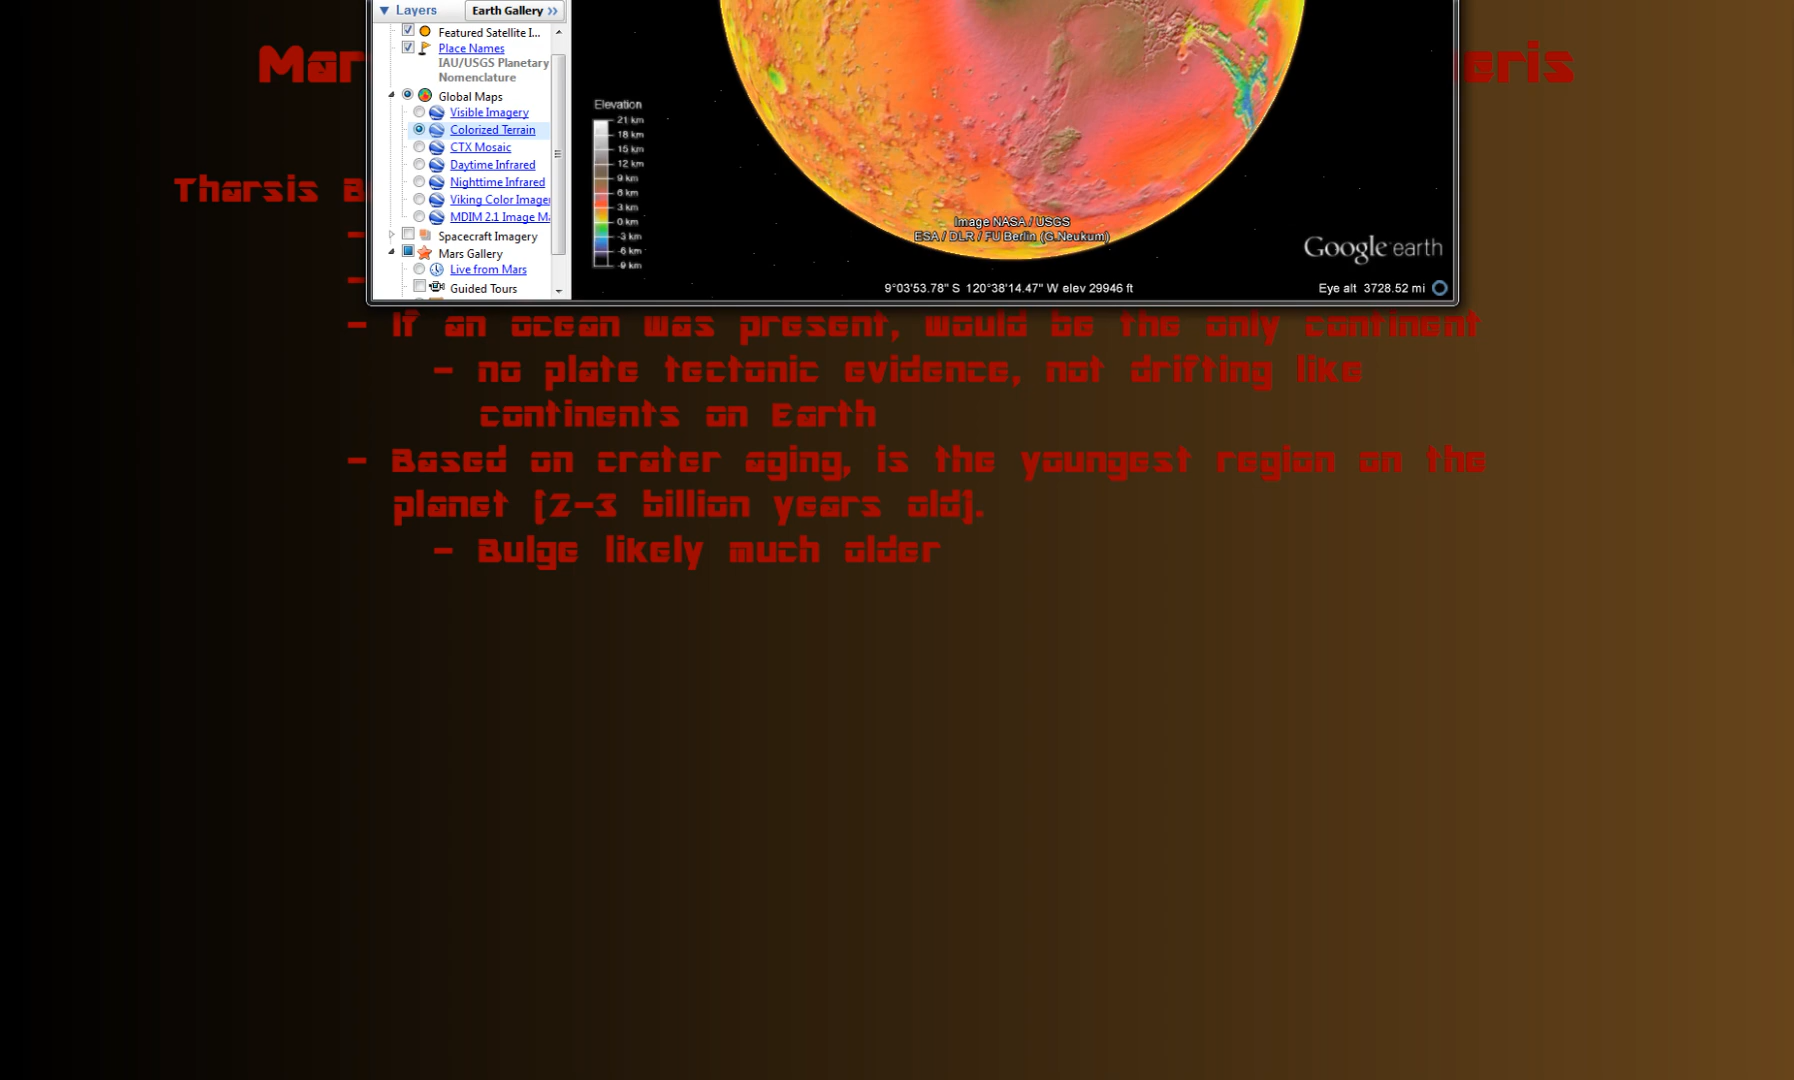 Layers Earth Gallery >>
Featured Satellite I...
Place Names
IAU/USGS Planetary
Nomenclature
Global Maps
Visible Imagery
Colorized Terrain
CTX Mosaic
Daytime Infrared
Nighttime Infrared
Viking Color Image
MDIM 2.1 Image M
Spacecraft Imagery
Mars Gallery
Live from Mars
Guided Tours
Elevation
21 km
18 km
15 km
12 km
9 km
6 km
3 km
0 km
-3 km
-6 km
-9 km
Image NASA / USGS
ESA / DLR / FU Berlin (G.Neukum)
Google earth
9°03'53.78" S 120°38'14.47" W elev 29946 ft
Eye alt 3728.52 mi
Mar eris
Tharsis B
-
-
- If an ocean was present, would be the only continent
- no plate tectonic evidence, not drifting like
continents on Earth
- Based on crater aging, is the youngest region on the
planet (2-3 billion years old).
- Bulge likely much older